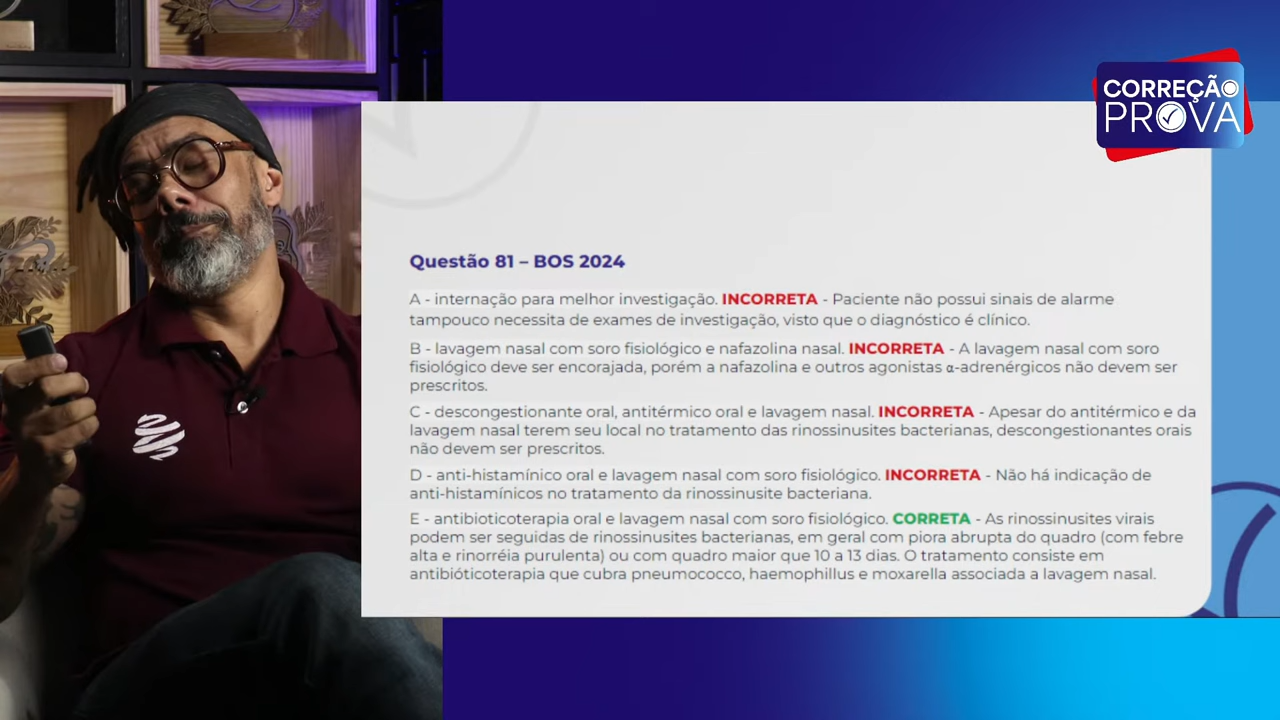 CORREÇÃO
PROVA
Questão 81 – BOS 2024
A - internação para melhor investigação. INCORRETA - Paciente não possui sinais de alarme
tampouco necessita de exames de investigação, visto que o diagnóstico é clínico.
B - lavagem nasal com soro fisiológico e nafazolina nasal. INCORRETA - A lavagem nasal com soro
fisiológico deve ser encorajada, porém a nafazolina e outros agonistas α-adrenérgicos não devem ser
prescritos.
C - descongestionante oral, antitérmico oral e lavagem nasal. INCORRETA - Apesar do antitérmico e da
lavagem nasal terem seu local no tratamento das rinossinusites bacterianas, descongestionantes orais
não devem ser prescritos.
D - anti-histamínico oral e lavagem nasal com soro fisiológico. INCORRETA - Não há indicação de
anti-histamínicos no tratamento da rinossinusite bacteriana.
E - antibioticoterapia oral e lavagem nasal com soro fisiológico. CORRETA - As rinossinusites virais
podem ser seguidas de rinossinusites bacterianas, em geral com piora abrupta do quadro (com febre
alta e rinorréia purulenta) ou com quadro maior que 10 a 13 dias. O tratamento consiste em
antibióticoterapia que cubra pneumococco, haemophillus e moxarella associada a lavagem nasal.